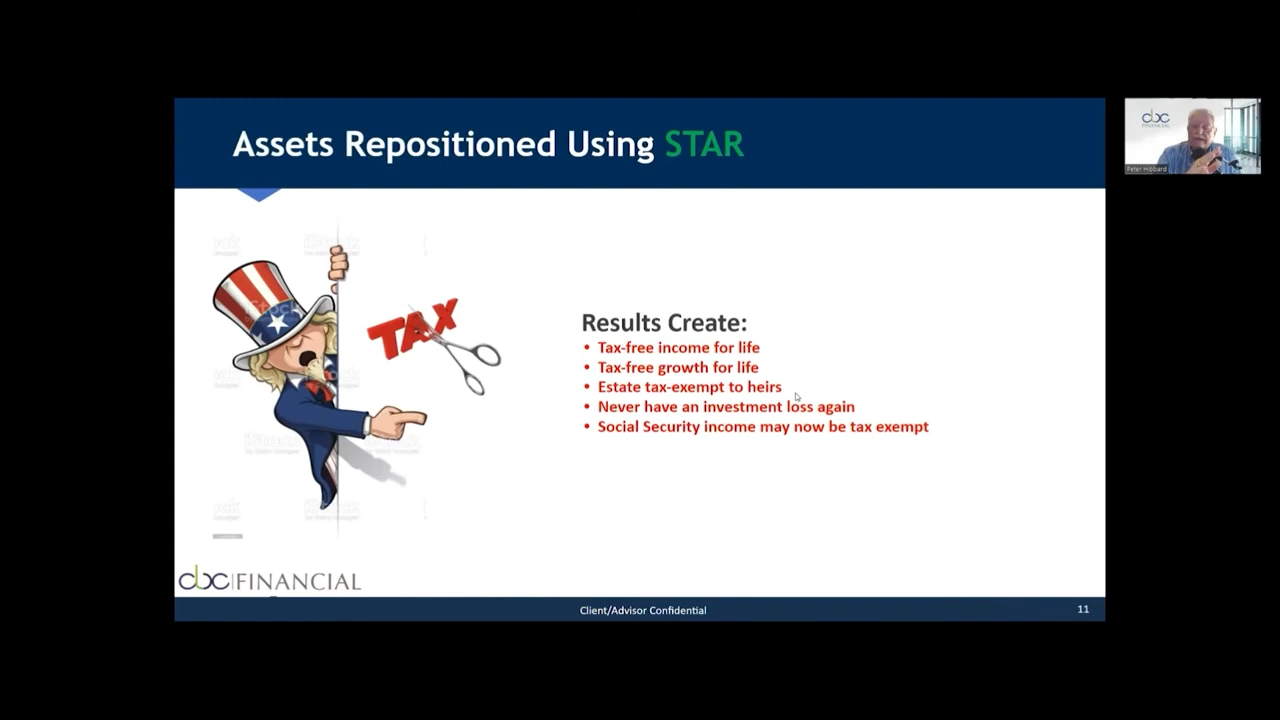 Assets Repositioned Using STAR
cbc
FINANCIAL
Peter Hibbard
TAX
Results Create:
• Tax-free income for life
• Tax-free growth for life
• Estate tax-exempt to heirs
• Never have an investment loss again
• Social Security income may now be tax exempt
cbc|FINANCIAL
Client/Advisor Confidential
11